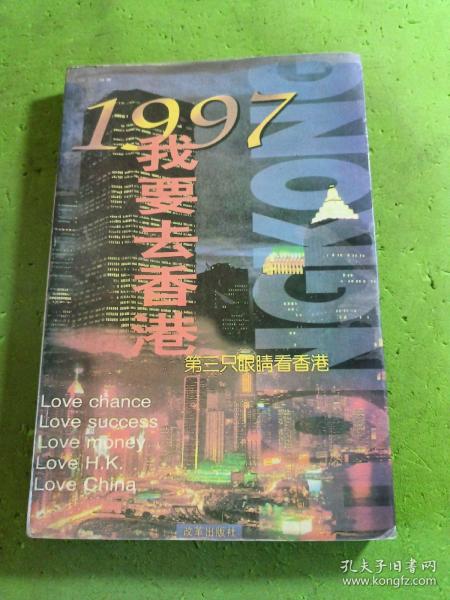 1997
我要去香港
HONGKONG
第三只眼睛看香港
Love chance
Love success
Love money
Love H.K.
Love China
改革出版社
孔夫子旧书网
www.kongfz.com